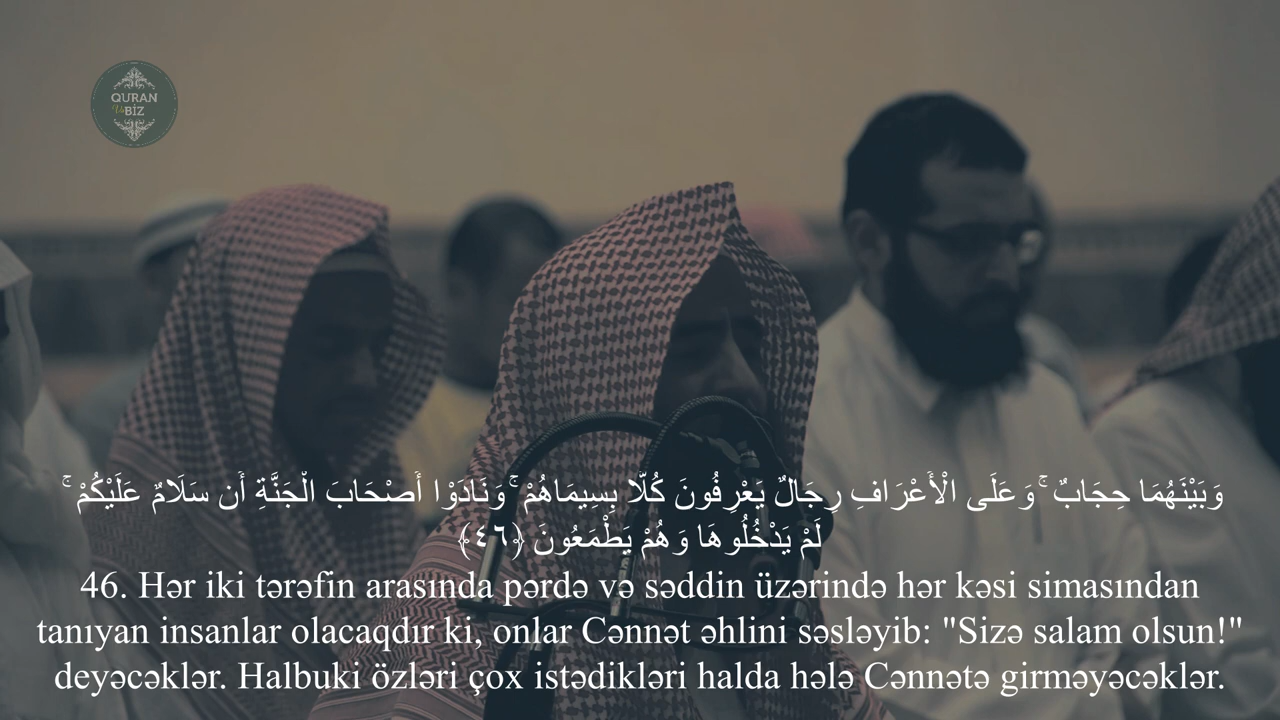 QURAN
Və BİZ
وَبَيْنَهُمَا حِجَابٌ ۚ وَعَلَى الْأَعْرَافِ رِجَالٌ يَعْرِفُونَ كُلًّا بِسِيمَاهُمْ ۚ وَنَادَوْا أَصْحَابَ الْجَنَّةِ أَن سَلَامٌ عَلَيْكُمْ ۚ
لَمْ يَدْخُلُوهَا وَهُمْ يَطْمَعُونَ ﴿٤٦﴾
46. Hər iki tərəfin arasında pərdə və səddin üzərində hər kəsi simasından
tanıyan insanlar olacaqdır ki, onlar Cənnət əhlini səsləyib: "Sizə salam olsun!"
deyəcəklər. Halbuki özləri çox istədikləri halda hələ Cənnətə girməyəcəklər.